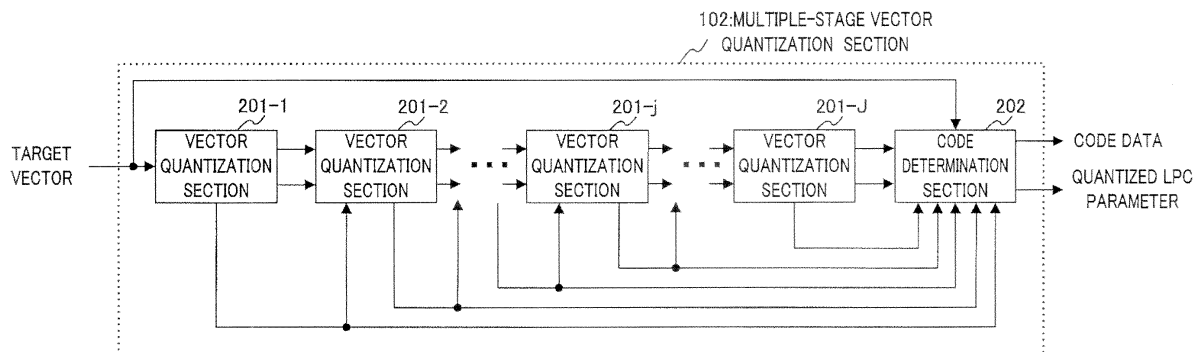 102:MULTIPLE-STAGE VECTOR
QUANTIZATION SECTION
201-1
201-2
201-j
201-J
202
TARGET
VECTOR
VECTOR
QUANTIZATION
SECTION
VECTOR
QUANTIZATION
SECTION
VECTOR
QUANTIZATION
SECTION
VECTOR
QUANTIZATION
SECTION
CODE
DETERMINATION
SECTION
CODE DATA
QUANTIZED LPC
PARAMETER